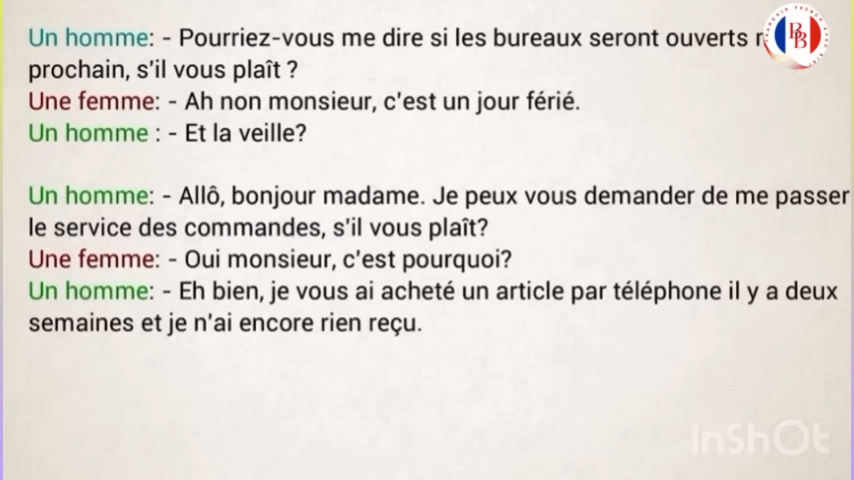 Un homme: - Pourriez-vous me dire si les bureaux seront ouverts
prochain, s'il vous plaît ?
Une femme: - Ah non monsieur, c'est un jour férié.
Un homme : - Et la veille?
Un homme: - Allô, bonjour madame. Je peux vous demander de me passer
le service des commandes, s'il vous plaît?
Une femme: - Oui monsieur, c'est pourquoi?
Un homme: - Eh bien, je vous ai acheté un article par téléphone il y a deux
semaines et je n'ai encore rien reçu.
InShOt